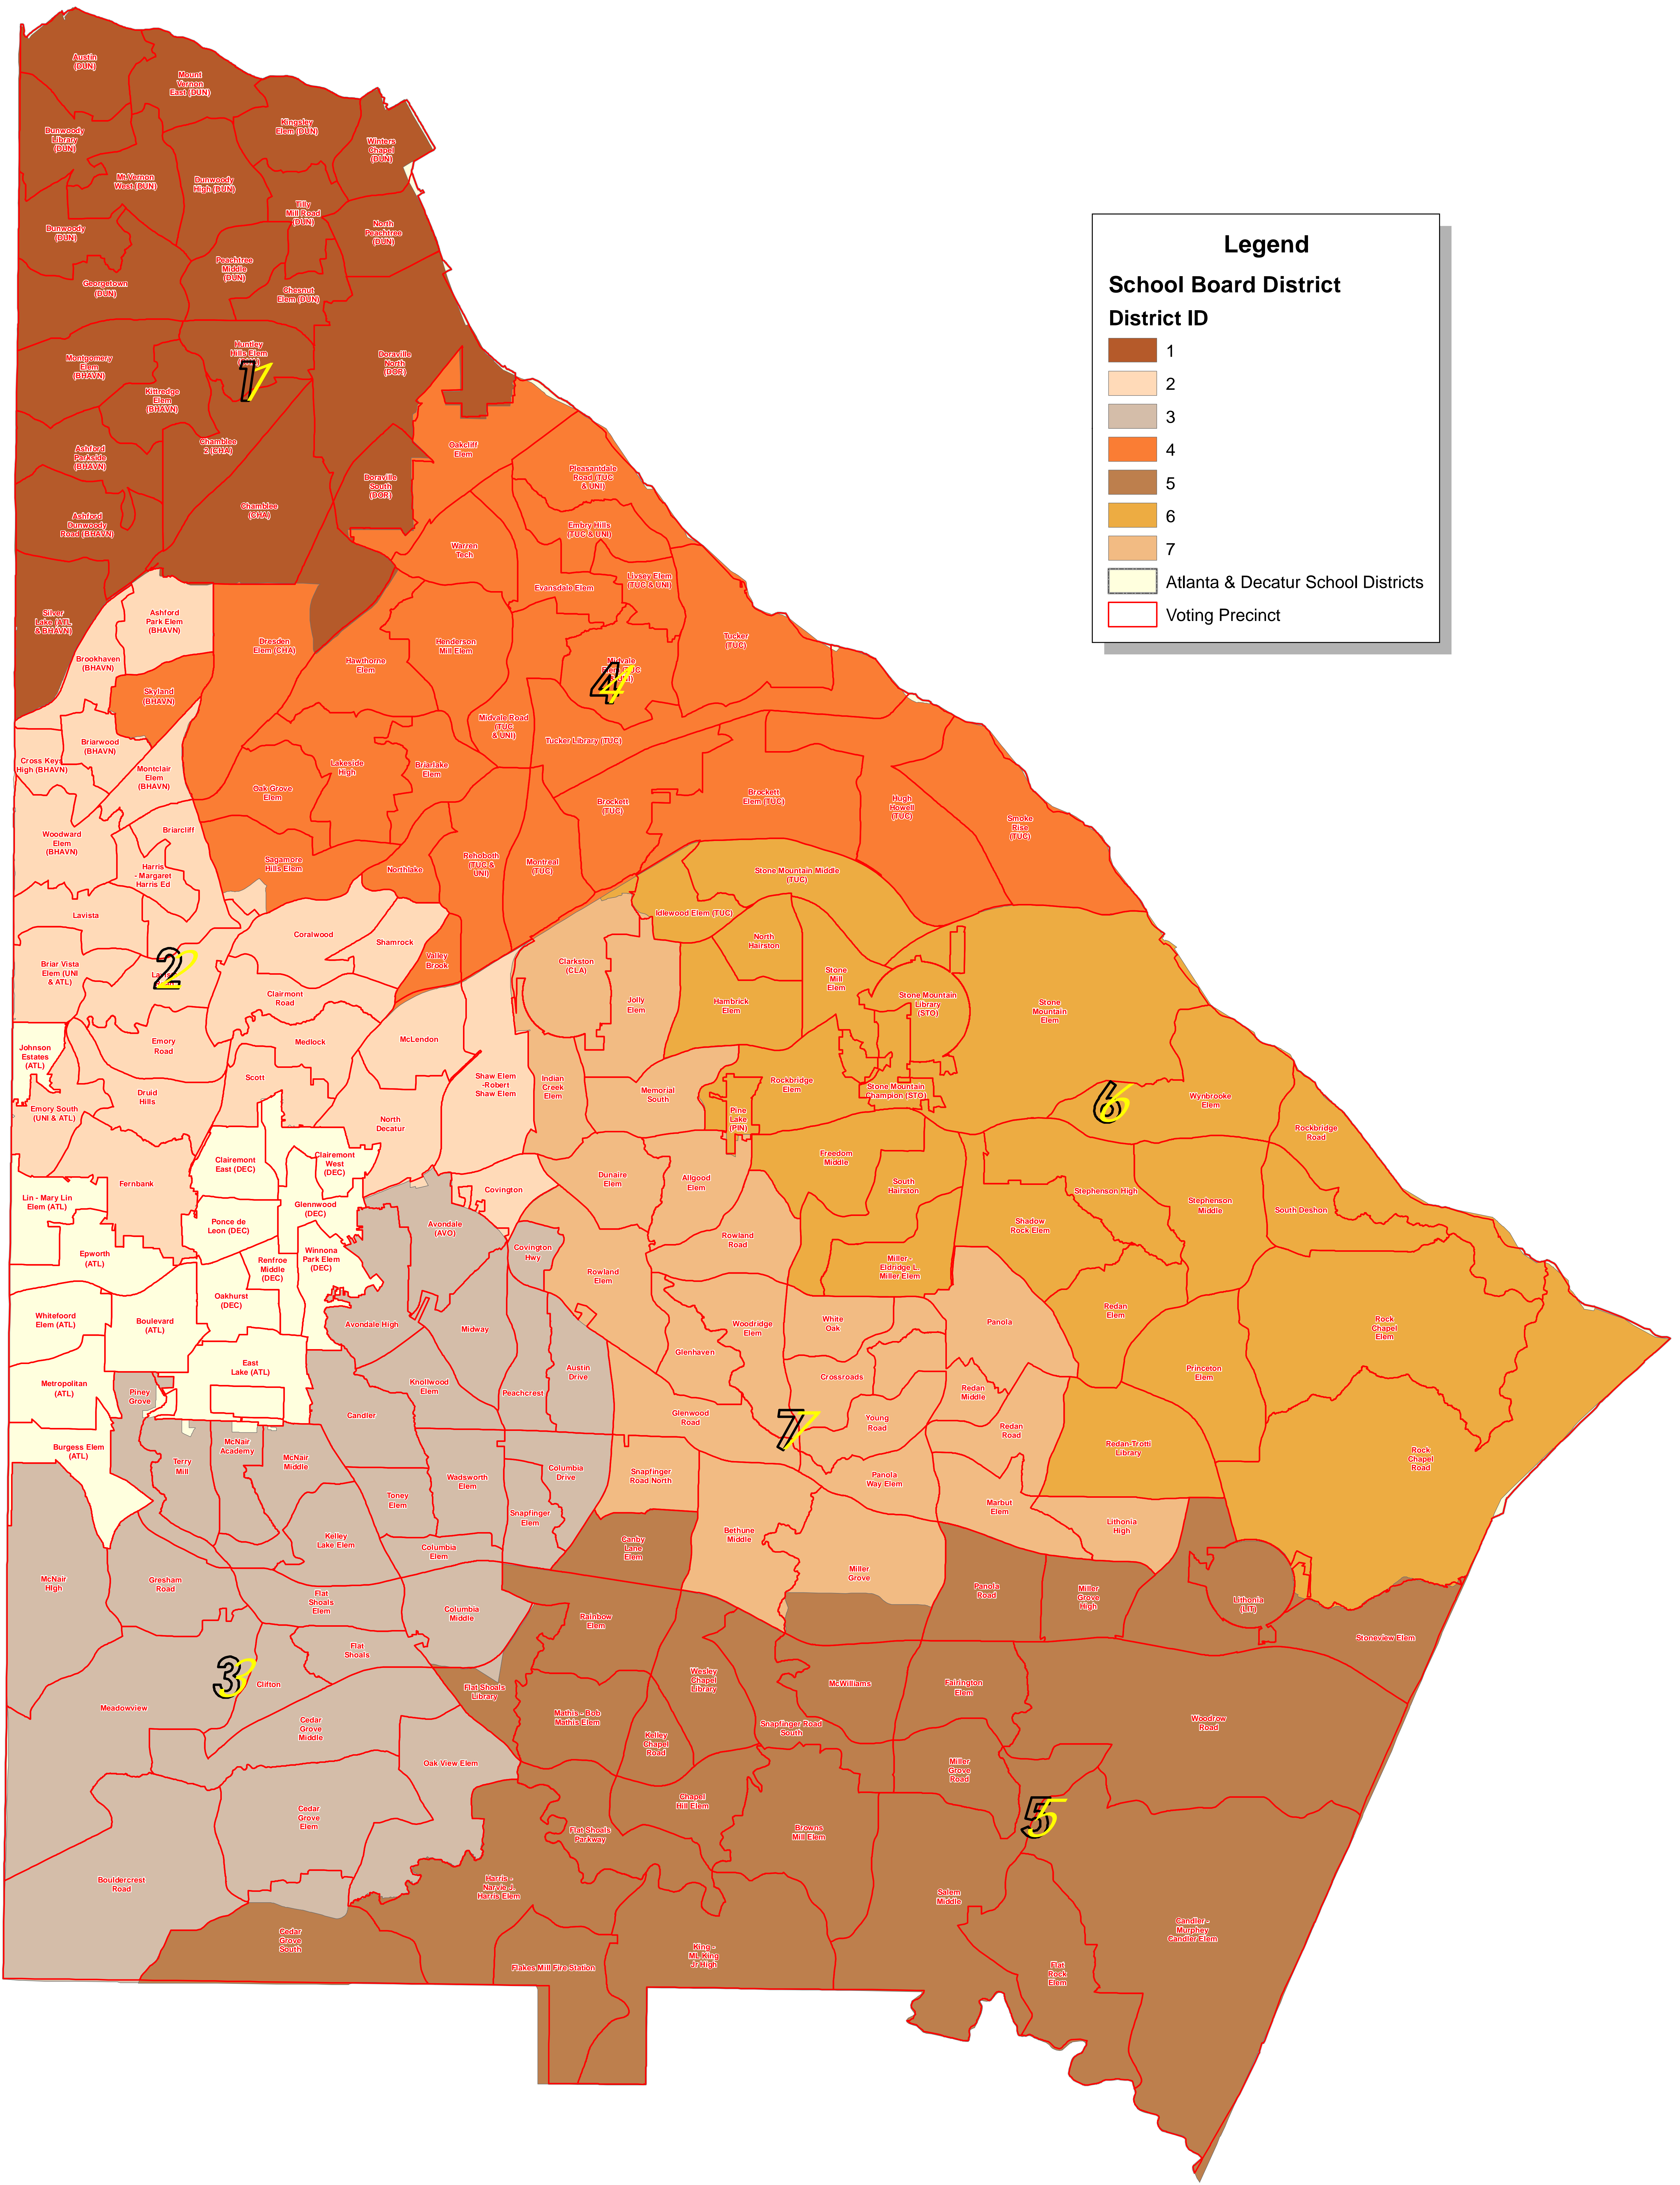 Austin
(DUN)
Mount
Vernon
East (DUN)
Kingsley
Elem (DUN)
Winters
Chapel
(DUN)
Dunwoody
Library
(DUN)
Mt.Vernon
West (DUN)
Dunwoody
High (DUN)
Tilly
Mill Road
(DUN)
North
Peachtree
(DUN)
Dunwoody
(DUN)
Peachtree
Middle
(DUN)
Georgetown
(DUN)
Chesnut
Elem (DUN)
Montgomery
Elem
(BHAVN)
Huntley
Hills Elem
Doraville
North
(DOR)
Kittredge
Elem
(BHAVN)
1
1
Ashford
Parkside
(BHAVN)
Chamblee
2 (CHA)
Doraville
South
(DOR)
Ashford
Dunwoody
Road (BHAVN)
Chamblee
(CHA)
Silver
Lake (ATL
& BHAVN)
Legend
School Board District
District ID
1
2
3
4
5
6
7
Atlanta & Decatur School Districts
Voting Precinct
Oakcliff
Elem
Pleasantdale
Road (TUC
& UNI)
Embry Hills
(TUC & UNI)
Warren
Tech
Evansdale Elem
Livsey Elem
(TUC & UNI)
Ashford
Park Elem
(BHAVN)
Brookhaven
(BHAVN)
Dresden
Elem (CHA)
Hawthorne
Elem
Henderson
Mill Elem
Tucker
(TUC)
Midvale
4
4
Skyland
(BHAVN)
Midvale Road
(TUC
& UNI)
Tucker Library (TUC)
Briarwood
(BHAVN)
Cross Keys
High (BHAVN)
Montclair
Elem
(BHAVN)
Lakeside
High
Briarlake
Elem
Oak Grove
Elem
Brockett
(TUC)
Brockett
Elem (TUC)
Hugh
Howell
(TUC)
Smoke
Rise
(TUC)
Woodward
Elem
(BHAVN)
Briarcliff
Harris
- Margaret
Harris Ed
Sagamore
Hills Elem
Northlake
Rehoboth
(TUC &
UNI)
Montreal
(TUC)
Stone Mountain Middle
(TUC)
Idlewood Elem (TUC)
Lavista
Coralwood
Shamrock
Valley
Brook
Clarkston
(CLA)
North
Hairston
Briar Vista
Elem (UNI
& ATL)
2
2
Clairmont
Road
Jolly
Elem
Hambrick
Elem
Stone
Mill
Elem
Stone Mountain
Library
(STO)
Stone
Mountain
Elem
Johnson
Estates
(ATL)
Emory
Road
Medlock
McLendon
Scott
Shaw Elem
-Robert
Shaw Elem
Indian
Creek
Elem
Memorial
South
Rockbridge
Elem
Stone Mountain
Champion (STO)
6
6
Wynbrooke
Elem
Druid
Hills
Emory South
(UNI & ATL)
North
Decatur
Pine
Lake
(PIN)
Rockbridge
Road
Clairemont
East (DEC)
Clairemont
West
(DEC)
Freedom
Middle
Fernbank
Dunaire
Elem
Allgood
Elem
South
Hairston
Stephenson High
Stephenson
Middle
South Deshon
Lin - Mary Lin
Elem (ATL)
Glennwood
(DEC)
Covington
Ponce de
Leon (DEC)
Avondale
(AVO)
Shadow
Rock Elem
Epworth
(ATL)
Winnona
Park Elem
(DEC)
Renfroe
Middle
(DEC)
Covington
Hwy
Rowland
Road
Rowland
Elem
Miller -
Eldridge L.
Miller Elem
Oakhurst
(DEC)
Whitefoord
Elem (ATL)
Boulevard
(ATL)
Avondale High
Midway
Woodridge
Elem
White
Oak
Panola
Redan
Elem
Rock
Chapel
Elem
Glenhaven
East
Lake (ATL)
Austin
Drive
Crossroads
Princeton
Elem
Metropolitan
(ATL)
Piney
Grove
Knollwood
Elem
Peachcrest
Redan
Middle
Candler
Glenwood
Road
7
7
Young
Road
Redan
Road
Redan-Trotti
Library
Rock
Chapel
Road
Burgess Elem
(ATL)
McNair
Academy
Terry
Mill
McNair
Middle
Wadsworth
Elem
Columbia
Drive
Snapfinger
Road North
Panola
Way Elem
Toney
Elem
Snapfinger
Elem
Marbut
Elem
Lithonia
High
Kelley
Lake Elem
Columbia
Elem
Canby
Lane
Elem
Bethune
Middle
Miller
Grove
McNair
High
Gresham
Road
Flat
Shoals
Elem
Columbia
Middle
Panola
Road
Miller
Grove
High
Lithonia
(LIT)
Stoneview Elem
Rainbow
Elem
Flat
Shoals
3
3
Clifton
Flat Shoals
Library
Wesley
Chapel
Library
McWilliams
Fairington
Elem
Meadowview
Cedar
Grove
Middle
Mathis - Bob
Mathis Elem
Kelley
Chapel
Road
Snapfinger Road
South
Woodrow
Road
Oak View Elem
Miller
Grove
Road
Cedar
Grove
Elem
Chapel
Hill Elem
5
5
Flat Shoals
Parkway
Browns
Mill Elem
Bouldercrest
Road
Harris -
Narvie J.
Harris Elem
Salem
Middle
Cedar
Grove
South
Candler -
Murphey
Candler Elem
Flakes Mill Fire Station
King -
ML King
Jr High
Flat
Rock
Elem